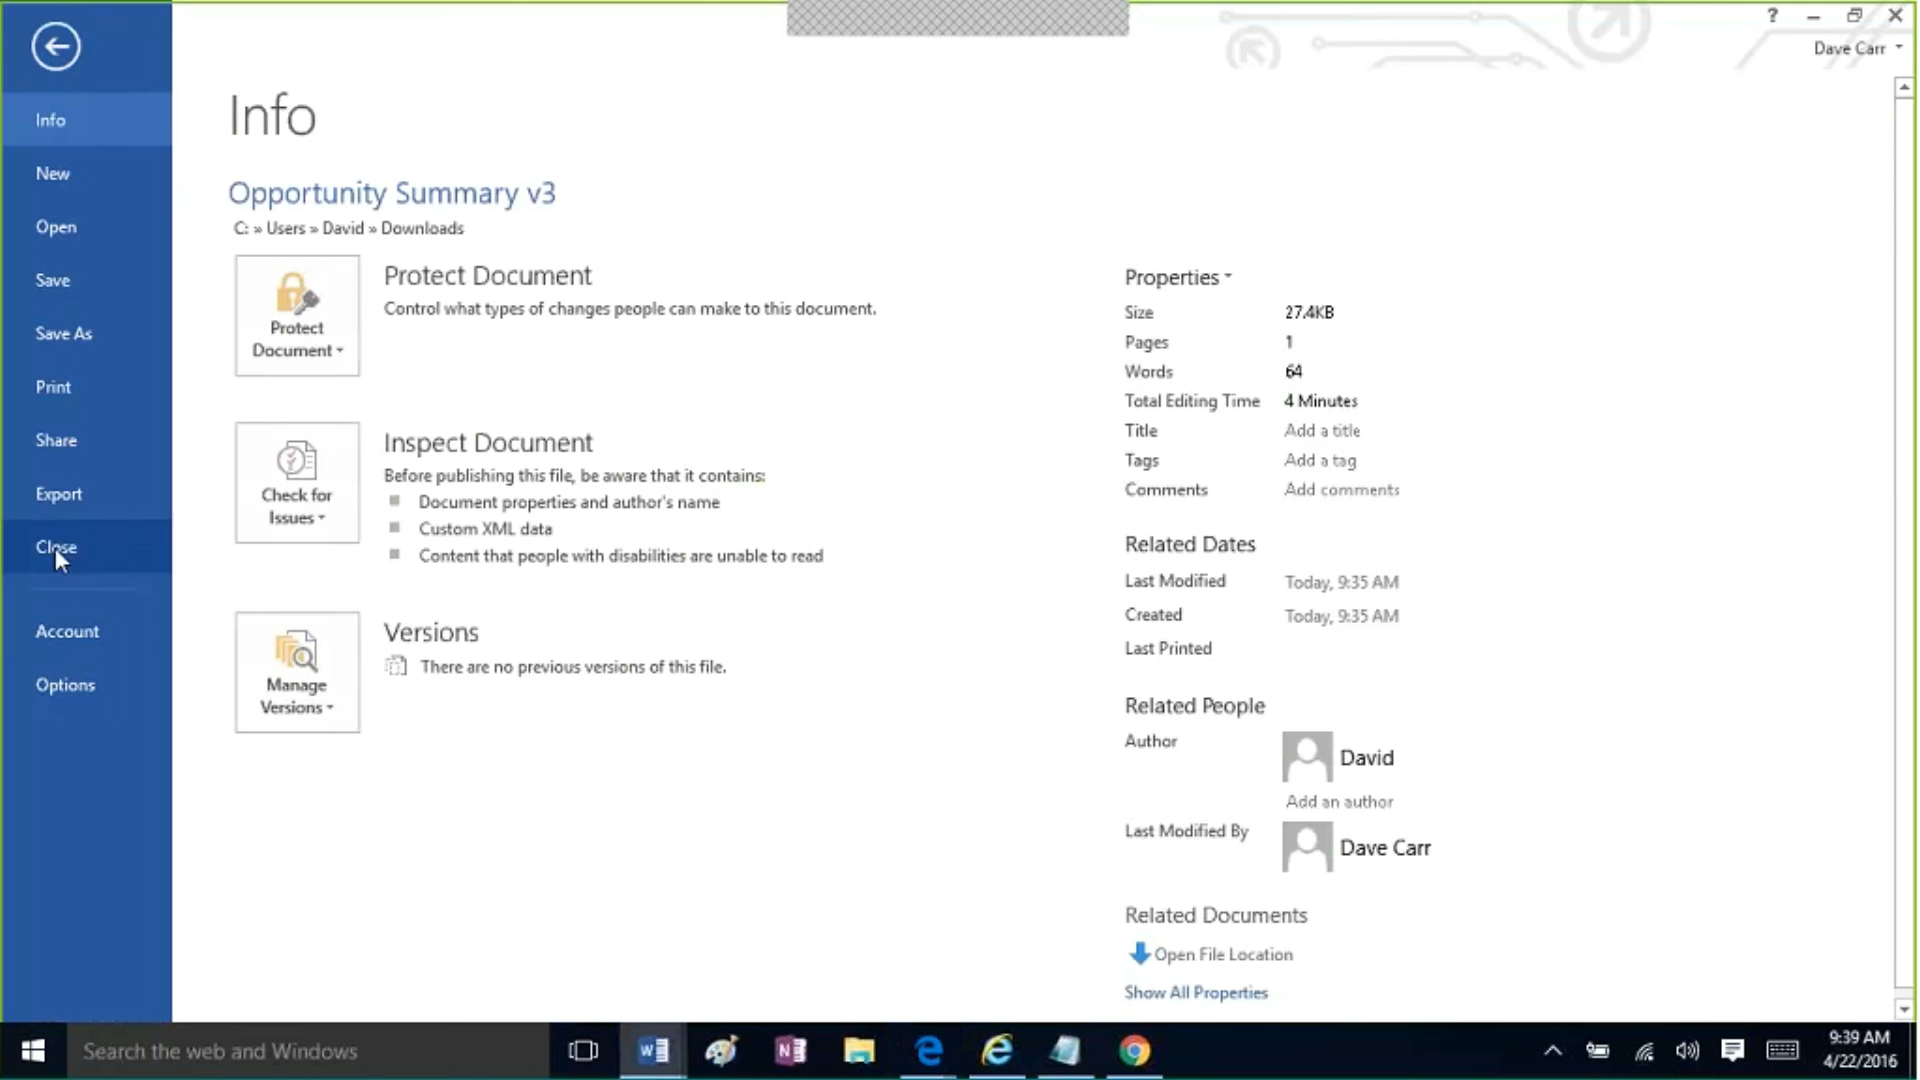 ?
Dave Carr
Info
New
Open
Save
Save As
Print
Share
Export
Close
Account
Options
Info
Opportunity Summary v3
C: » Users » David » Downloads
Protect
Document
Protect Document
Control what types of changes people can make to this document.
Check for
Issues
Inspect Document
Before publishing this file, be aware that it contains:
Document properties and author's name
Custom XML data
Content that people with disabilities are unable to read
Manage
Versions
Versions
There are no previous versions of this file.
Properties
Size 27.4KB
Pages 1
Words 64
Total Editing Time 4 Minutes
Title Add a title
Tags Add a tag
Comments Add comments
Related Dates
Last Modified Today, 9:35 AM
Created Today, 9:35 AM
Last Printed
Related People
Author David
Add an author
Last Modified By Dave Carr
Related Documents
Open File Location
Show All Properties
Search the web and Windows
9:39 AM
4/22/2016